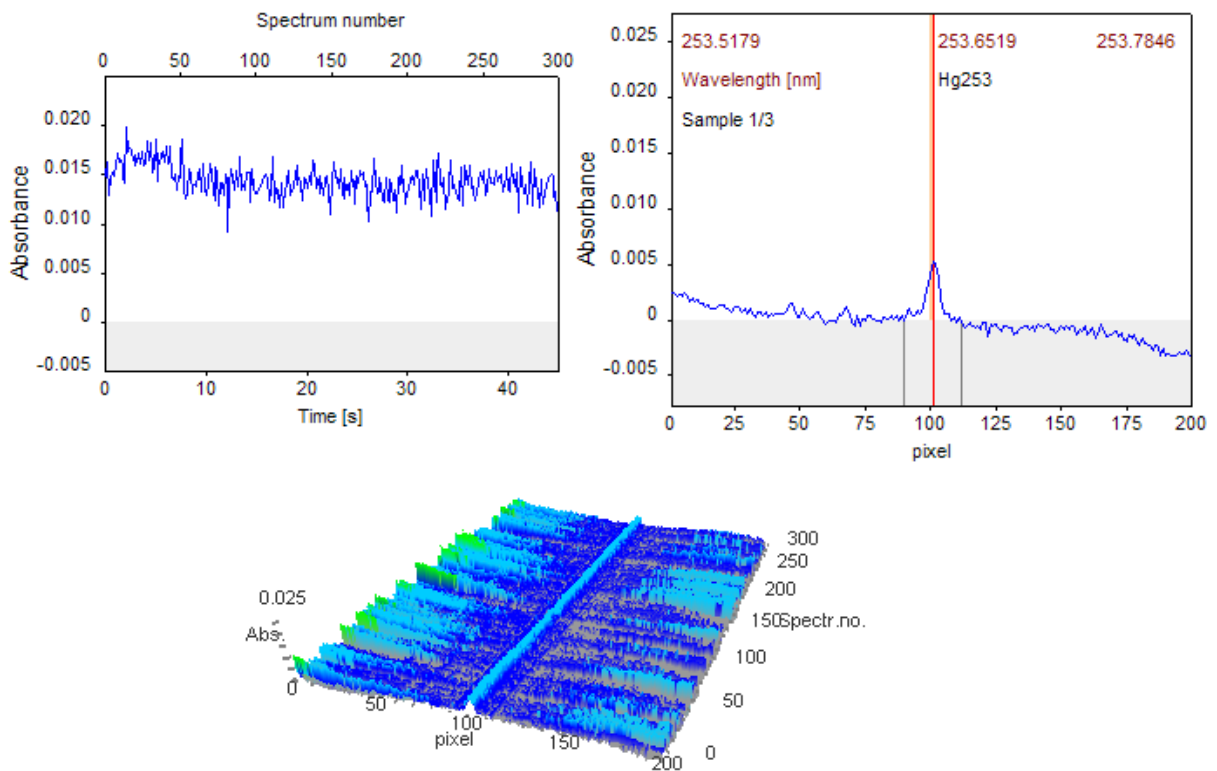 Spectrum number
0 50 100 150 200 250 300
0.020
0.015
0.010
0.005
0
-0.005
Absorbance
0 10 20 30 40
Time [s]
0.025
0.020
0.015
0.010
0.005
0
-0.005
Absorbance
253.5179 253.6519 253.7846
Wavelength [nm] Hg253
Sample 1/3
0 25 50 75 100 125 150 175 200
pixel
0.025
Abs.
0
50
100
150
200
pixel
300
250
200
150
Spectr.no.
100
50
0